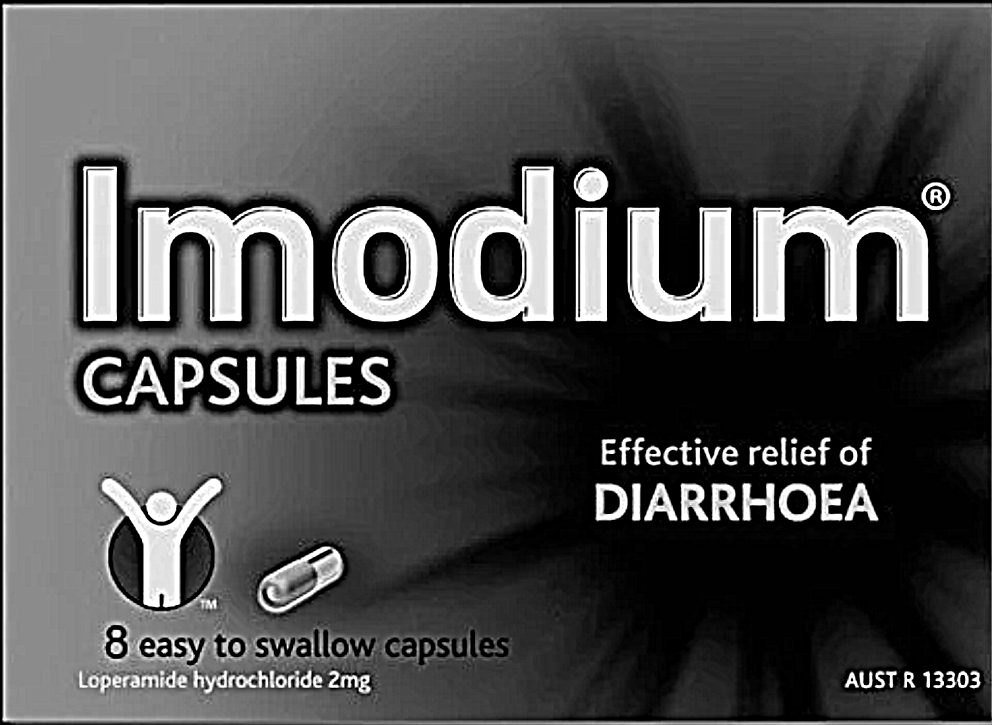 Imodium®
CAPSULES
Effective relief of
DIARRHOEA
TM
8 easy to swallow capsules
Loperamide hydrochloride 2mg
AUST R 13303